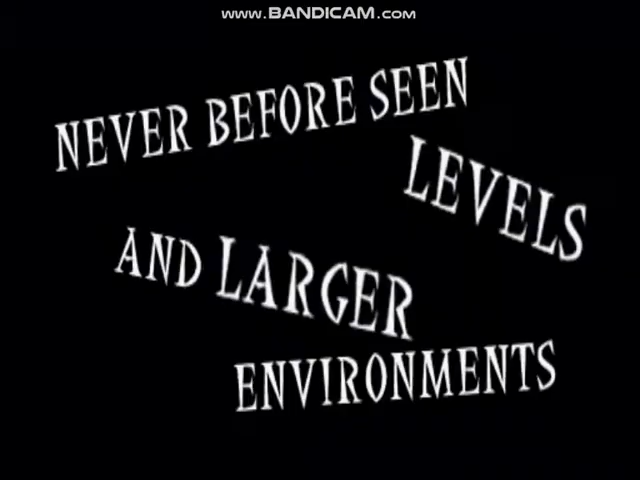 www.BANDICAM.com
NEVER BEFORE SEEN
LEVELS
AND LARGER
ENVIRONMENTS